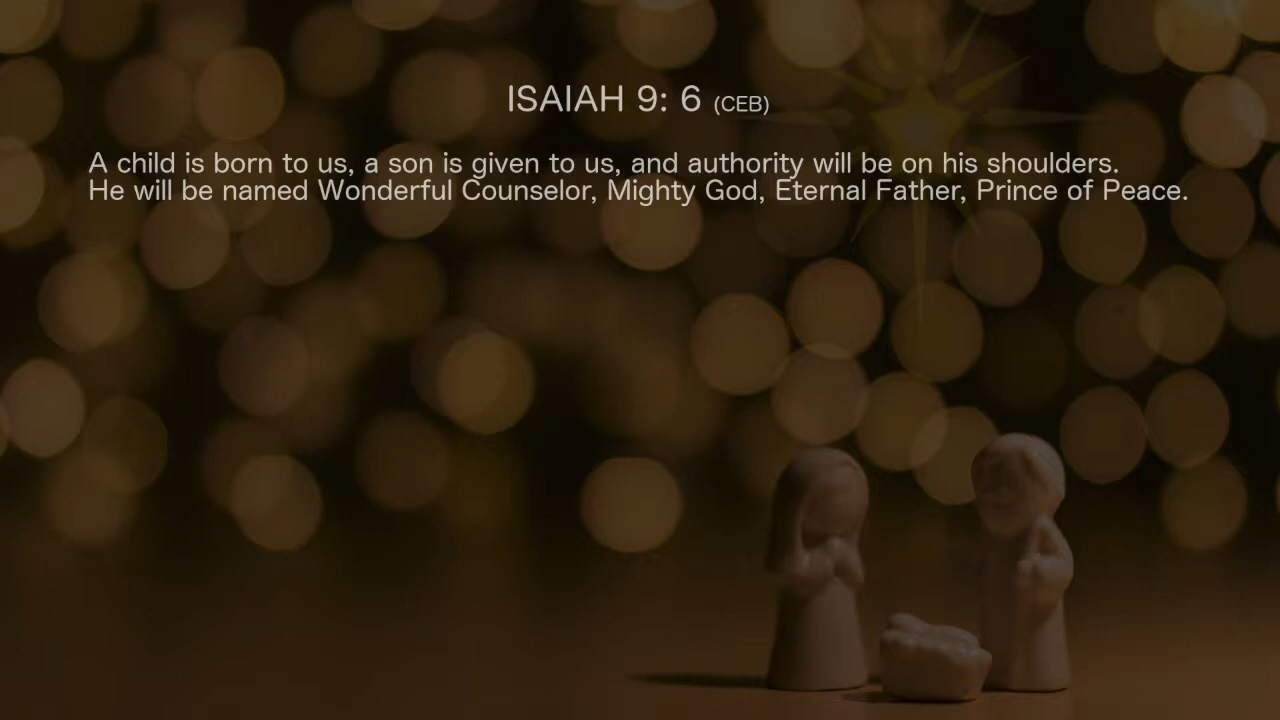 ISAIAH 9: 6 (CEB)
A child is born to us, a son is given to us, and authority will be on his shoulders.
He will be named Wonderful Counselor, Mighty God, Eternal Father, Prince of Peace.